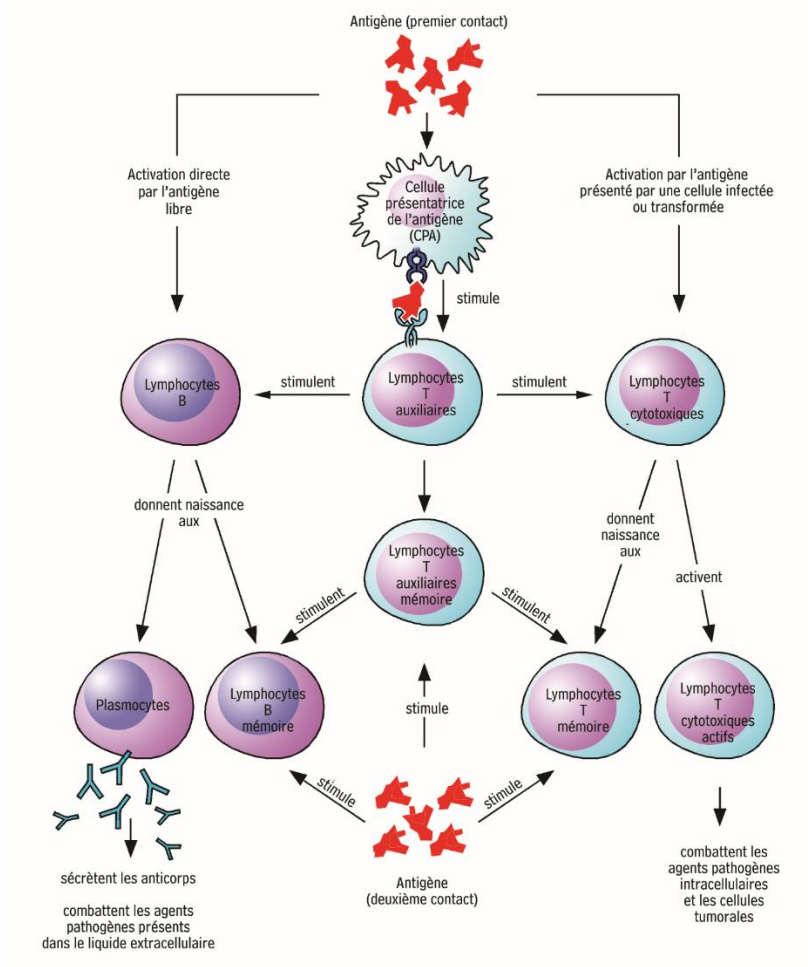 Antigène (premier contact)
Activation directe
par l'antigène
libre
Cellule
présentatrice
de l'antigène
(CPA)
Activation par l'antigène
présenté par une cellule infectée
ou transformée
stimule
Lymphocytes
B
stimulent
Lymphocytes
T
auxiliaires
stimulent
Lymphocytes
T
cytotoxiques
donnent naissance
aux
Lymphocytes
T
auxiliaires
mémoire
donnent
naissance
aux
activent
stimulent
stimulent
Plasmocytes
Lymphocytes
B
mémoire
stimule
Lymphocytes
T
mémoire
Lymphocytes
T
cytotoxiques
actifs
stimule
stimule
sécrètent les anticorps
combattent les agents
pathogènes présents
dans le liquide extracellulaire
Antigène
(deuxième contact)
combattent les
agents pathogènes
intracellulaires
et les cellules
tumorales